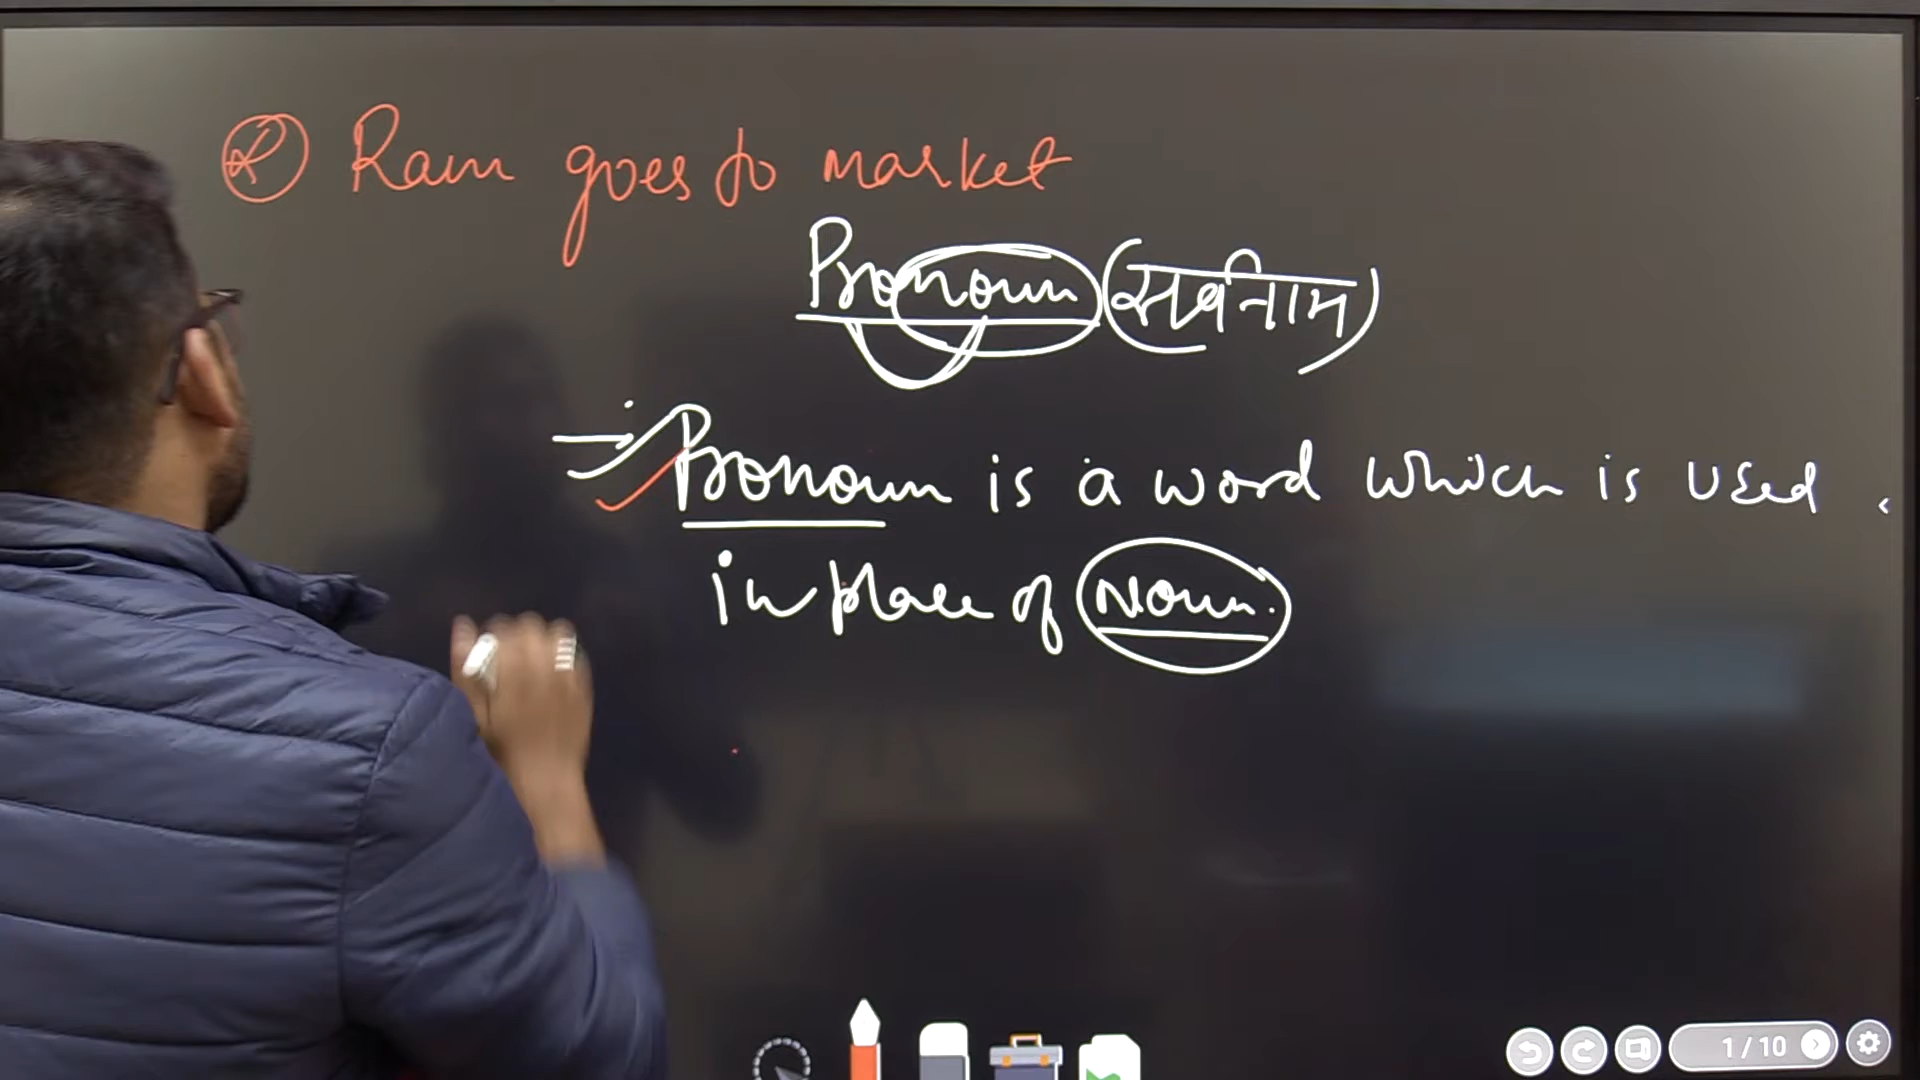 Ram goes to market
Pronoun (सर्वनाम)
Pronoun is a word which is used
in place of Noun.
1 / 10